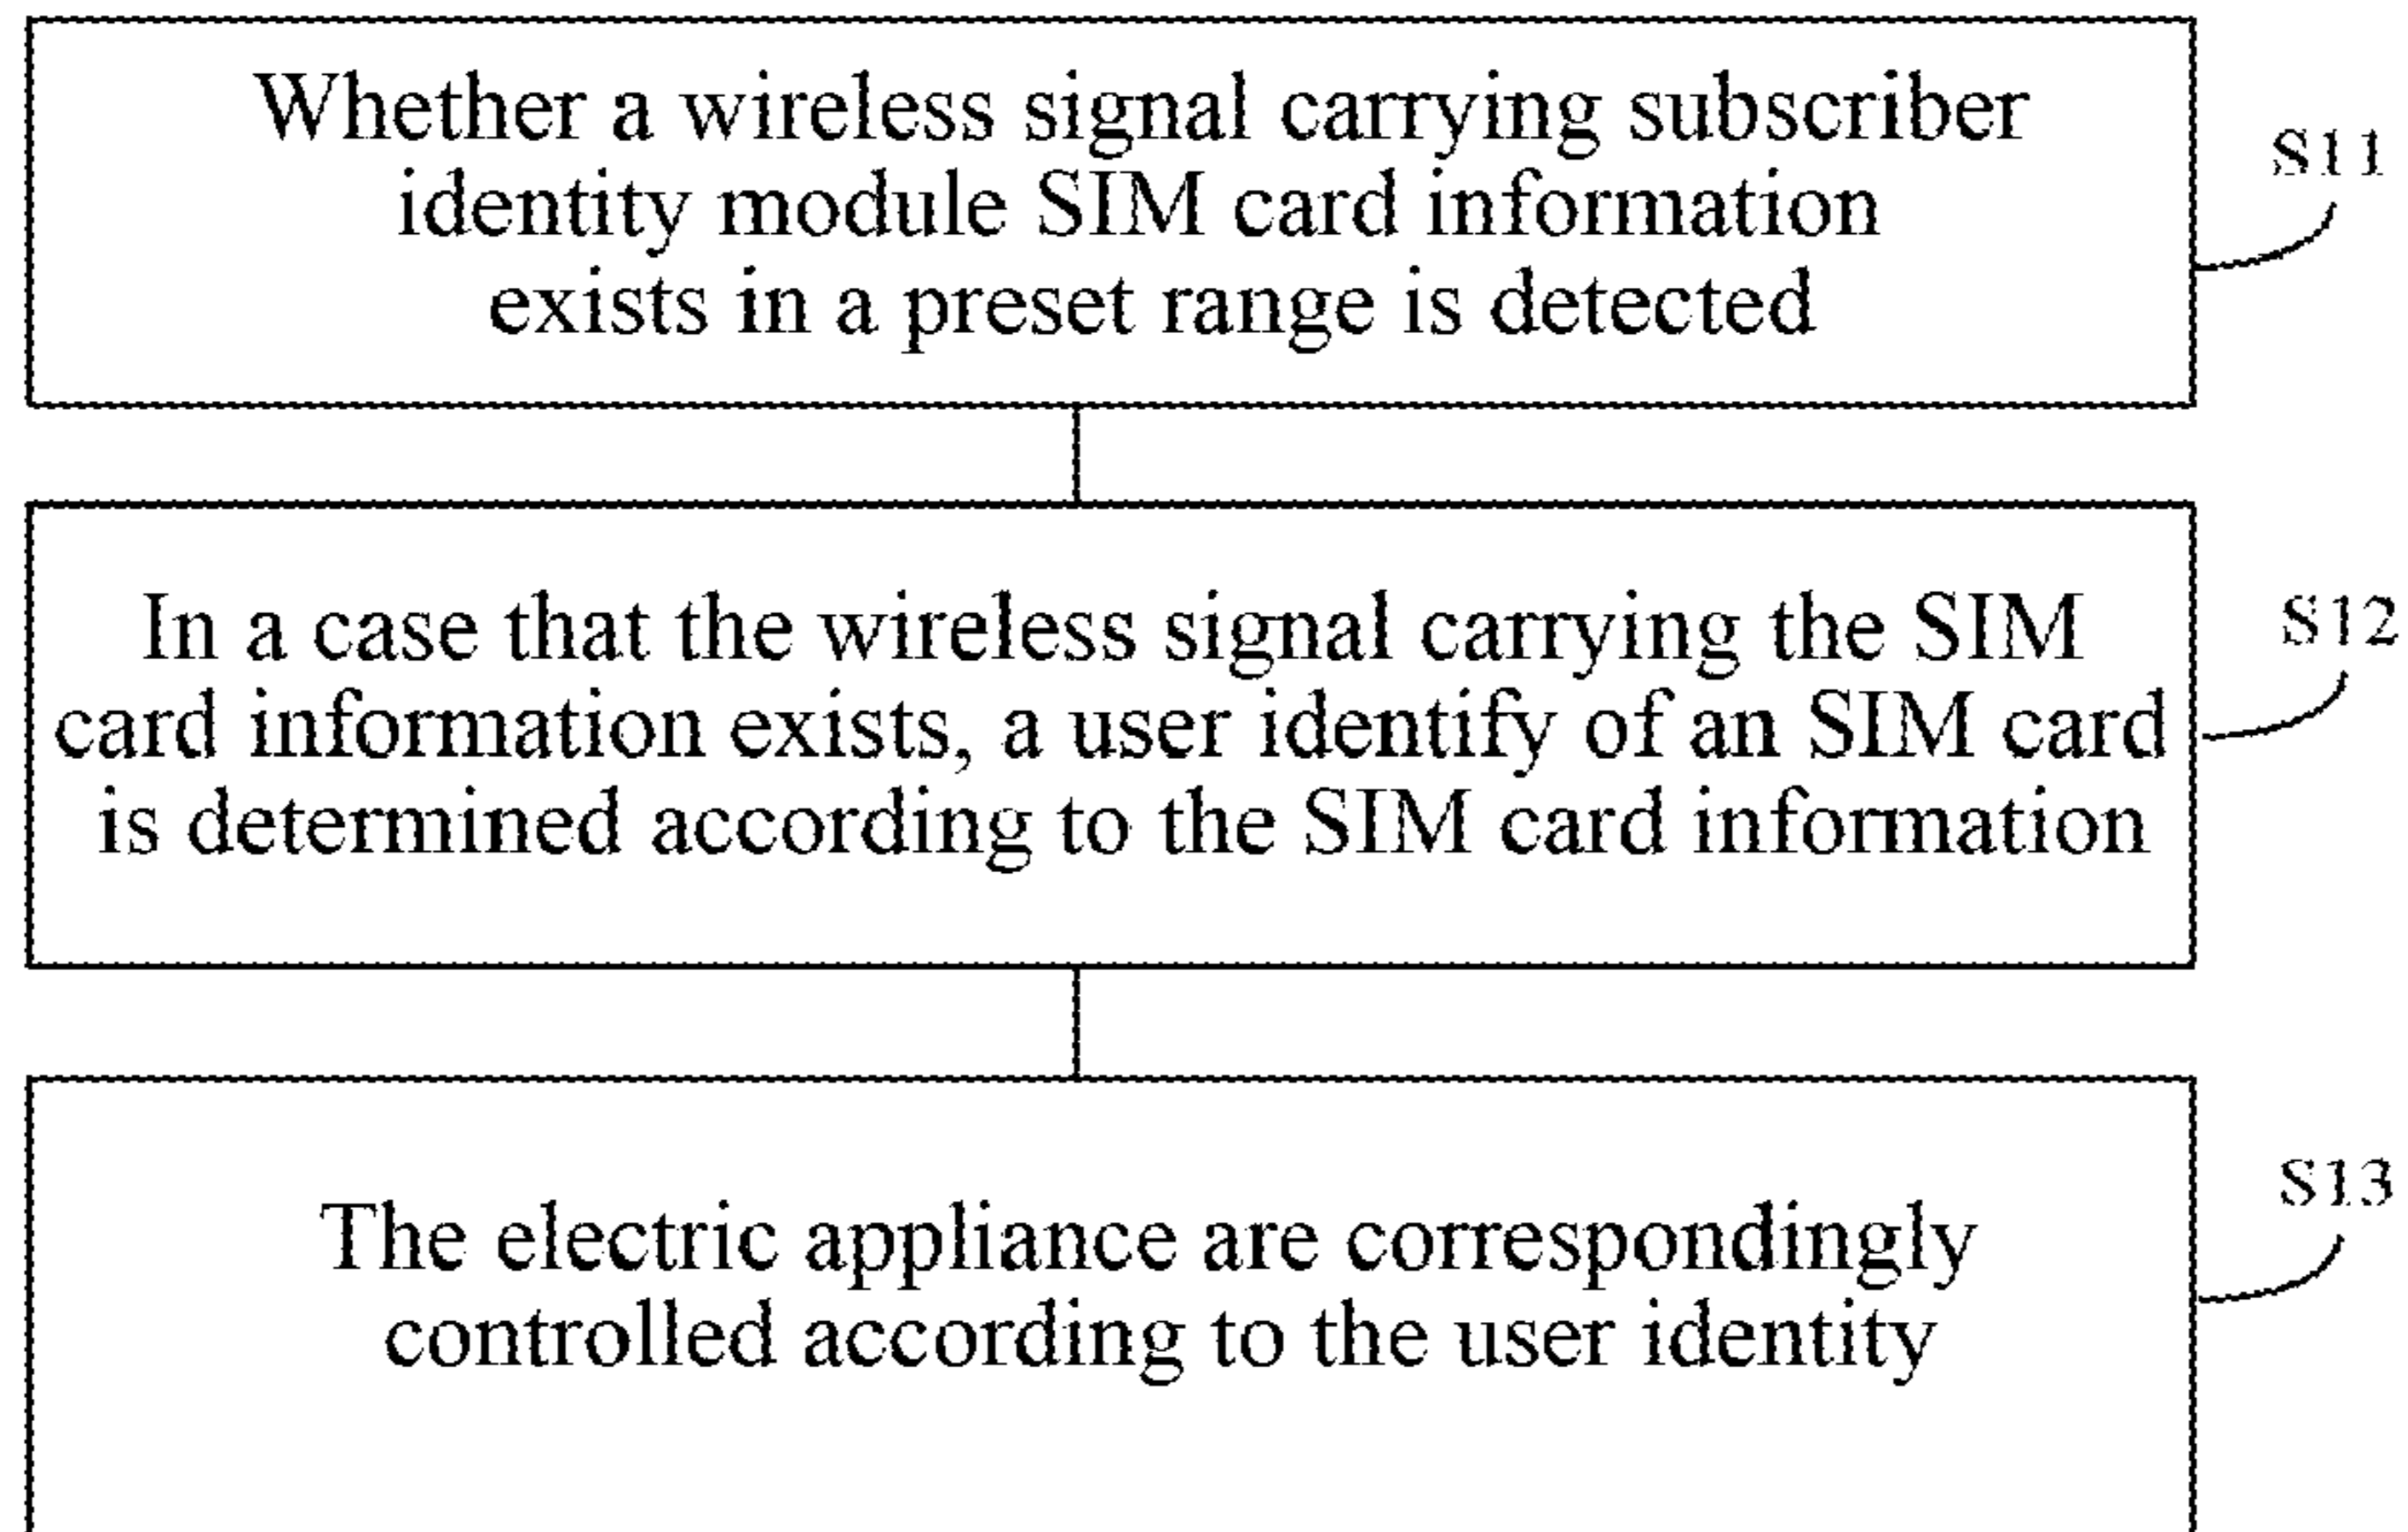 Whether a wireless signal carrying subscriber
identity module SIM card information
exists in a preset range is detected
S11
In a case that the wireless signal carrying the SIM
card information exists, a user identify of an SIM card
is determined according to the SIM card information
S12
The electric appliance are correspondingly
controlled according to the user identity
S13